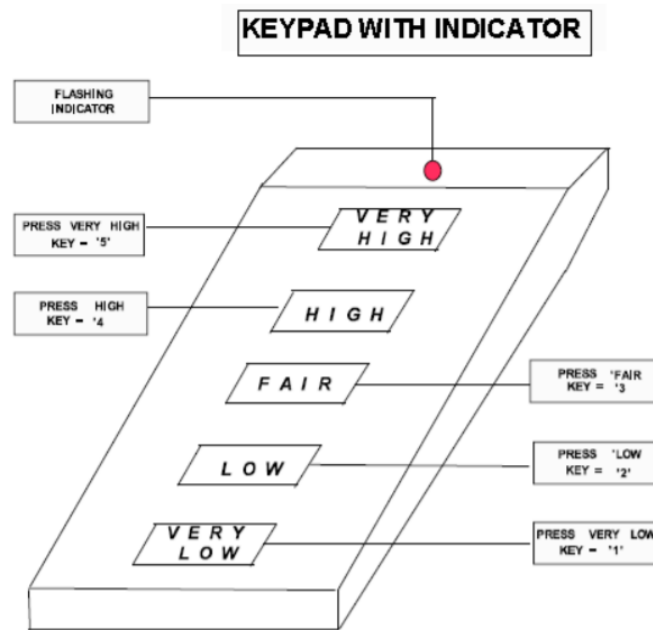 KEYPAD WITH INDICATOR
FLASHING
INDICATOR
VERY
HIGH
PRESS VERY HIGH
KEY = '5'
PRESS HIGH
KEY = '4
HIGH
FAIR
PRESS 'FAIR
KEY = '3
LOW
PRESS 'LOW
KEY = '2'
VERY
LOW
PRESS VERY LOW
KEY = '1'